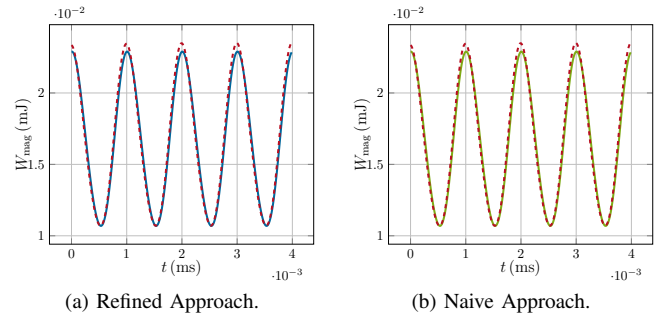 ·10⁻²
2
1.5
1
W_mag (mJ)
0 1 2 3 4
t (ms)
·10⁻³
(a) Refined Approach.
·10⁻²
2
1.5
1
W_mag (mJ)
0 1 2 3 4
t (ms)
·10⁻³
(b) Naive Approach.